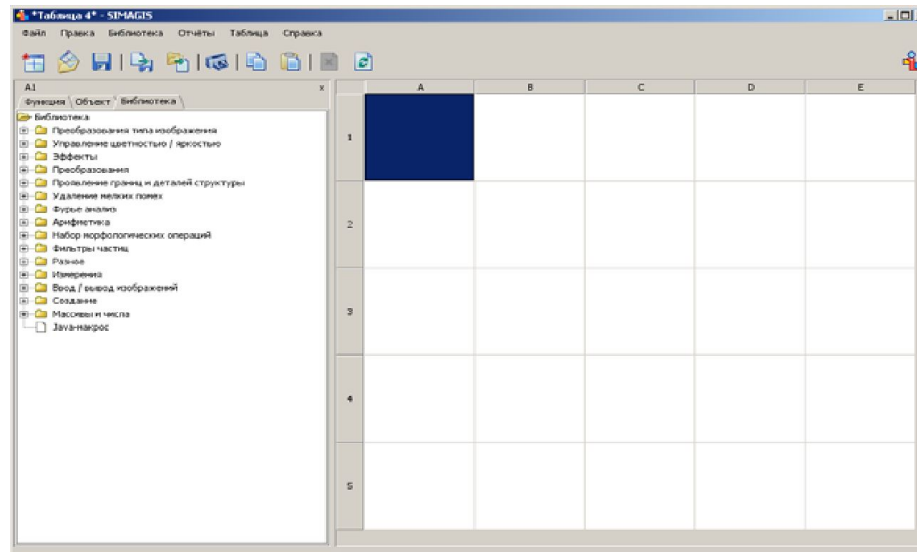 *Таблица 4* - SIMAGIS
Файл Правка Библиотека Отчёты Таблица Справка
A1 x
Функция Объект Библиотека
A B C D E
Библиотека
Преобразования типа изображения
Управление цветностью / яркостью
Эффекты
Преобразования
Проявление границ и деталей структуры
Удаление мелких помех
Фурье анализ
Арифметика
Набор морфологических операций
Фильтры частиц
Разное
Измерения
Ввод / вывод изображений
Создание
Массивы и числа
Java-макрос
1
2
3
4
5